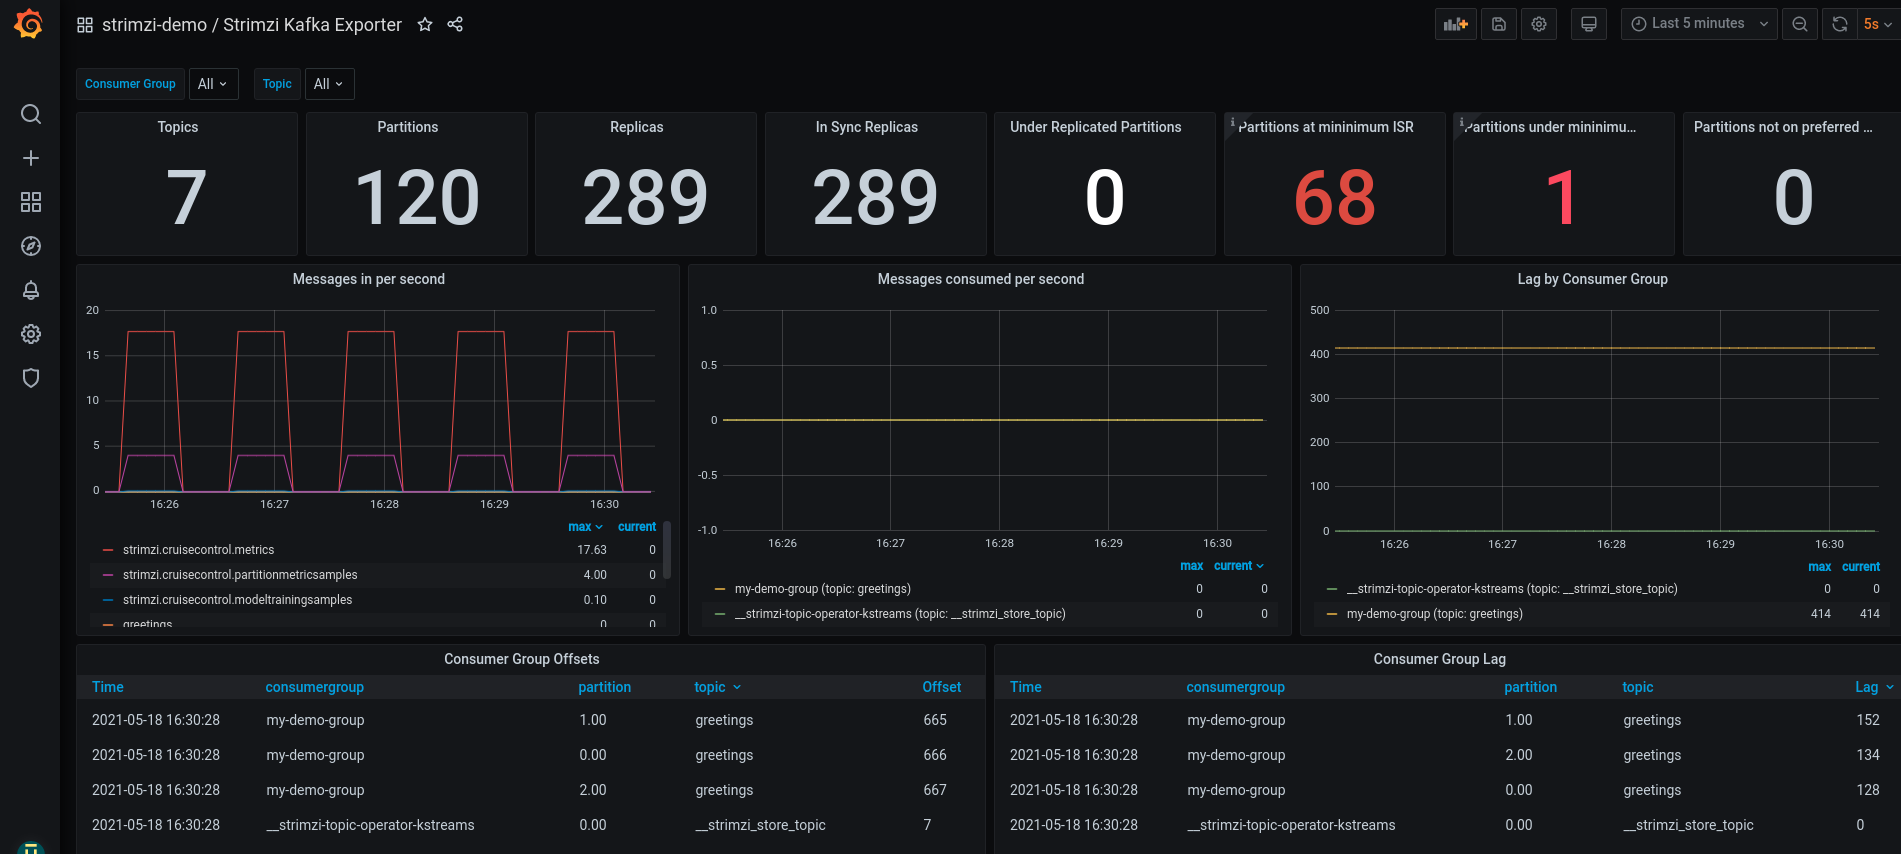 strimzi-demo / Strimzi Kafka Exporter
Last 5 minutes
5s
Consumer Group All Topic All
Topics
7
Partitions
120
Replicas
289
In Sync Replicas
289
Under Replicated Partitions
0
Partitions at mininimum ISR
68
Partitions under mininimu...
1
Partitions not on preferred ...
0
Messages in per second
20
15
10
5
0
16:26 16:27 16:28 16:29 16:30
max current
strimzi.cruisecontrol.metrics 17.63 0
strimzi.cruisecontrol.partitionmetricsamples 4.00 0
strimzi.cruisecontrol.modeltrainingsamples 0.10 0
greetings 0 0
Messages consumed per second
1.0
0.5
0
-0.5
-1.0
16:26 16:27 16:28 16:29 16:30
max current
my-demo-group (topic: greetings) 0 0
__strimzi-topic-operator-kstreams (topic: __strimzi_store_topic) 0 0
Lag by Consumer Group
500
400
300
200
100
0
16:26 16:27 16:28 16:29 16:30
max current
__strimzi-topic-operator-kstreams (topic: __strimzi_store_topic) 0 0
my-demo-group (topic: greetings) 414 414
Consumer Group Offsets
Time consumergroup partition topic Offset
2021-05-18 16:30:28 my-demo-group 1.00 greetings 665
2021-05-18 16:30:28 my-demo-group 0.00 greetings 666
2021-05-18 16:30:28 my-demo-group 2.00 greetings 667
2021-05-18 16:30:28 __strimzi-topic-operator-kstreams 0.00 __strimzi_store_topic 7
Consumer Group Lag
Time consumergroup partition topic Lag
2021-05-18 16:30:28 my-demo-group 1.00 greetings 152
2021-05-18 16:30:28 my-demo-group 2.00 greetings 134
2021-05-18 16:30:28 my-demo-group 0.00 greetings 128
2021-05-18 16:30:28 __strimzi-topic-operator-kstreams 0.00 __strimzi_store_topic 0